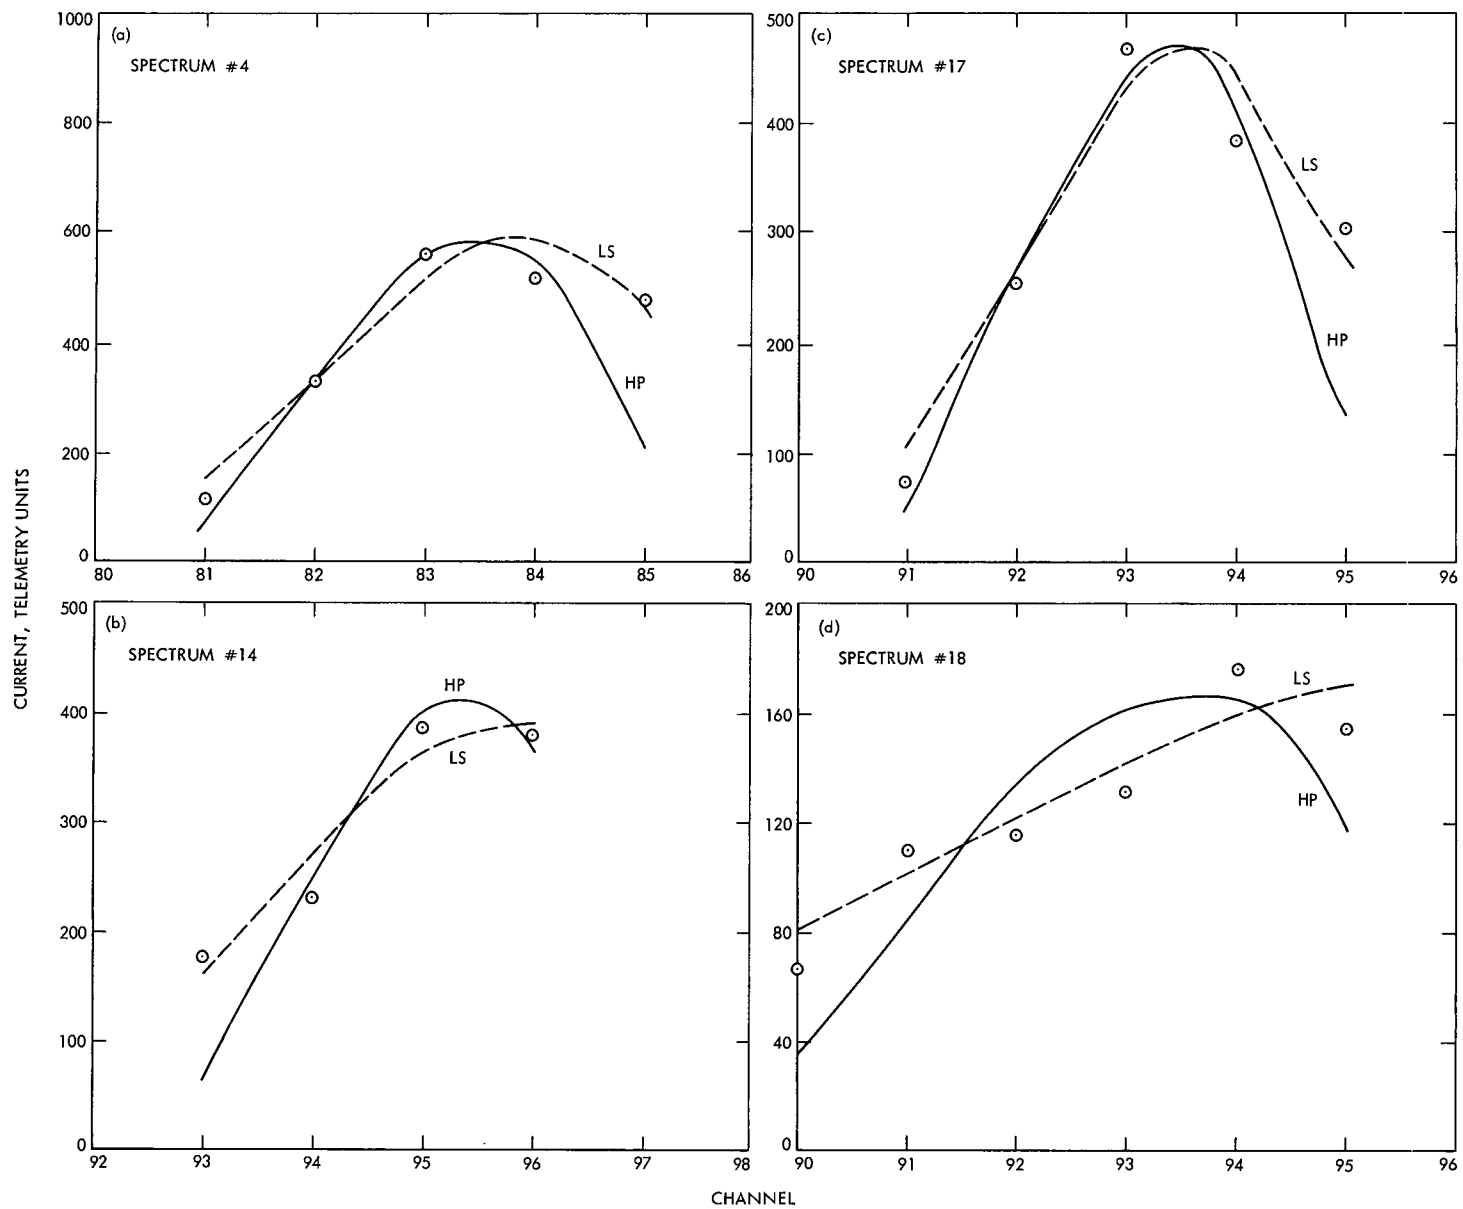 (a)
SPECTRUM #4
1000
800
600
400
200
0
LS
HP
80 81 82 83 84 85 86
(c)
SPECTRUM #17
500
400
300
200
100
0
LS
HP
90 91 92 93 94 95 96
(b)
SPECTRUM #14
500
400
300
200
100
0
HP
LS
92 93 94 95 96 97 98
(d)
SPECTRUM #18
200
160
120
80
40
0
LS
HP
90 91 92 93 94 95 96
CURRENT, TELEMETRY UNITS
CHANNEL